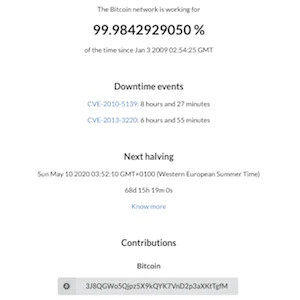 The Bitcoin network is working for
99.9842929050 %
of the time since Jan 3 2009 02:54:25 GMT
Downtime events
CVE-2010-5139: 8 hours and 27 minutes
CVE-2013-3220: 6 hours and 55 minutes
Next halving
Sun May 10 2020 03:52:10 GMT+0100 (Western European Summer Time)
68d 15h 19m 0s
Know more
Contributions
Bitcoin
3J8QGWo5Qjpz5X9kQYK7VnD2p3aXKtTgfM